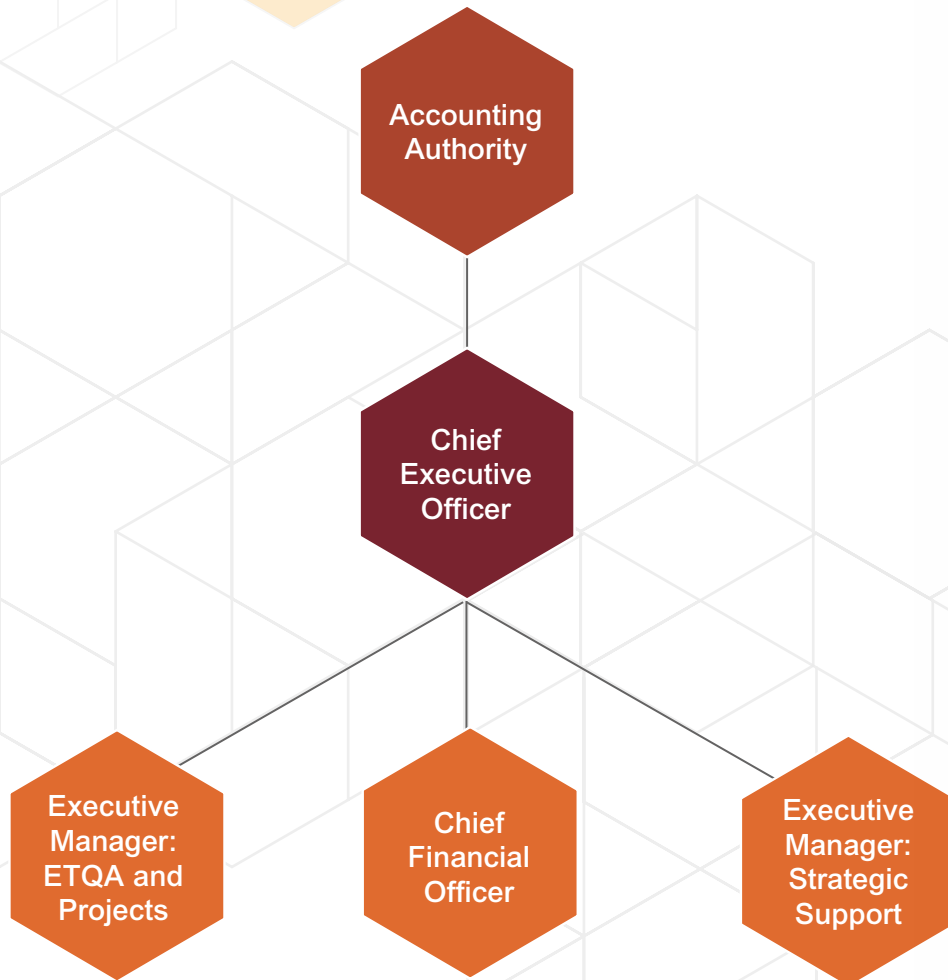 Accounting
Authority
Chief
Executive
Officer
Executive
Manager:
ETQA and
Projects
Chief
Financial
Officer
Executive
Manager:
Strategic
Support